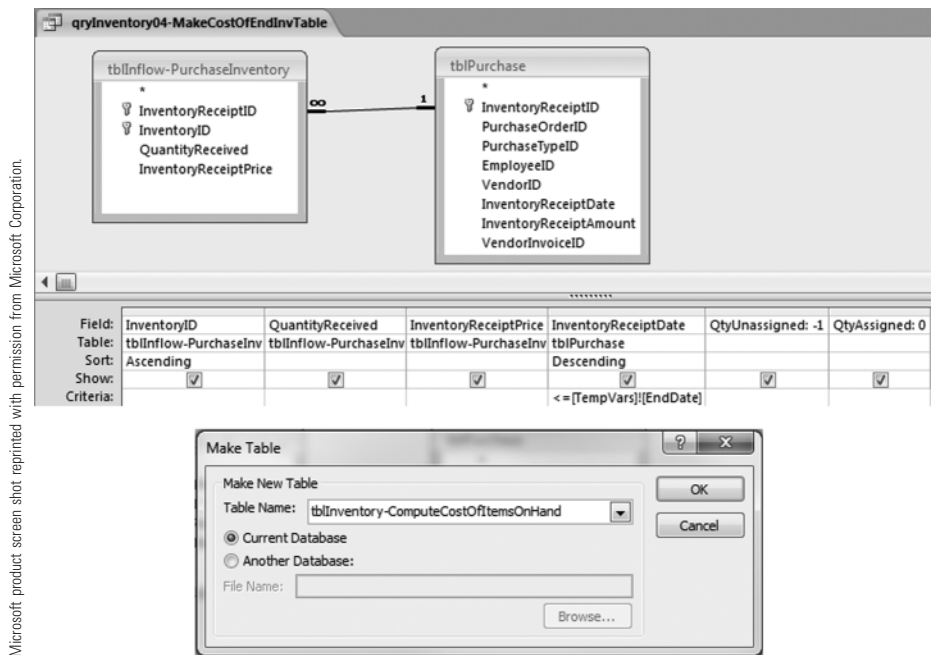 Microsoft product screen shot reprinted with permission from Microsoft Corporation.
qryInventory04-MakeCostOfEndInvTable
tblInflow-PurchaseInventory
*
InventoryReceiptID
InventoryID
QuantityReceived
InventoryReceiptPrice
∞ 1
tblPurchase
*
InventoryReceiptID
PurchaseOrderID
PurchaseTypeID
EmployeeID
VendorID
InventoryReceiptDate
InventoryReceiptAmount
VendorInvoiceID
Field: InventoryID QuantityReceived InventoryReceiptPrice InventoryReceiptDate QtyUnassigned: -1 QtyAssigned: 0
Table: tblInflow-PurchaseInv tblInflow-PurchaseInv tblInflow-PurchaseInv tblPurchase
Sort: Ascending Descending
Show:
Criteria: <=[TempVars]![EndDate]
Make Table
Make New Table
Table Name: tblInventory-ComputeCostOfItemsOnHand
Current Database
Another Database:
File Name:
Browse...
OK
Cancel